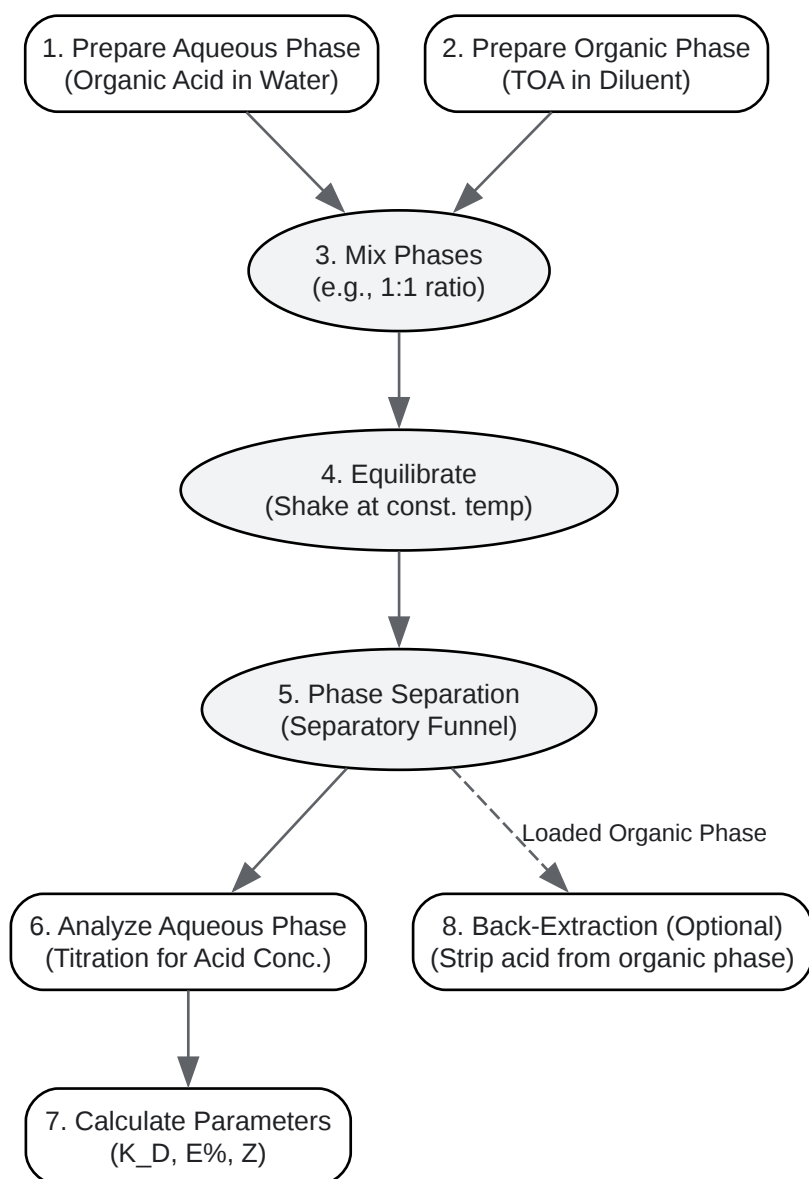 1. Prepare Aqueous Phase
(Organic Acid in Water)
2. Prepare Organic Phase
(TOA in Diluent)
3. Mix Phases
(e.g., 1:1 ratio)
4. Equilibrate
(Shake at const. temp)
5. Phase Separation
(Separatory Funnel)
Loaded Organic Phase
6. Analyze Aqueous Phase
(Titration for Acid Conc.)
8. Back-Extraction (Optional)
(Strip acid from organic phase)
7. Calculate Parameters
(K_D, E%, Z)